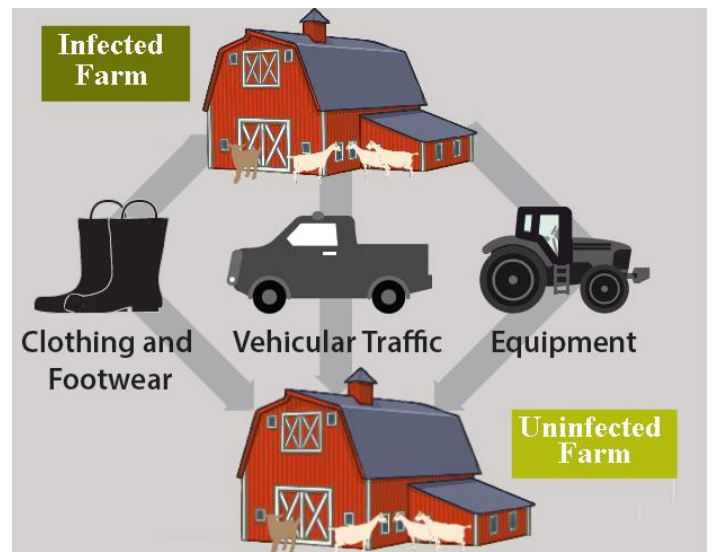 Infected
Farm
Clothing and
Footwear
Vehicular Traffic
Equipment
Uninfected
Farm